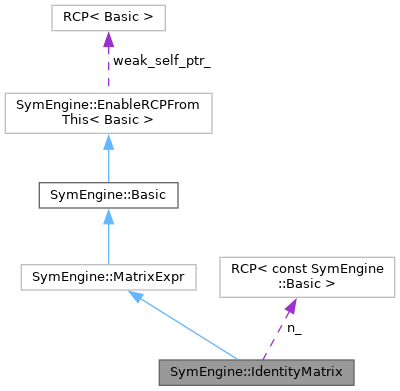 RCP< Basic >
weak_self_ptr_
SymEngine::EnableRCPFrom
This< Basic >
SymEngine::Basic
SymEngine::MatrixExpr
RCP< const SymEngine
::Basic >
n_
SymEngine::IdentityMatrix